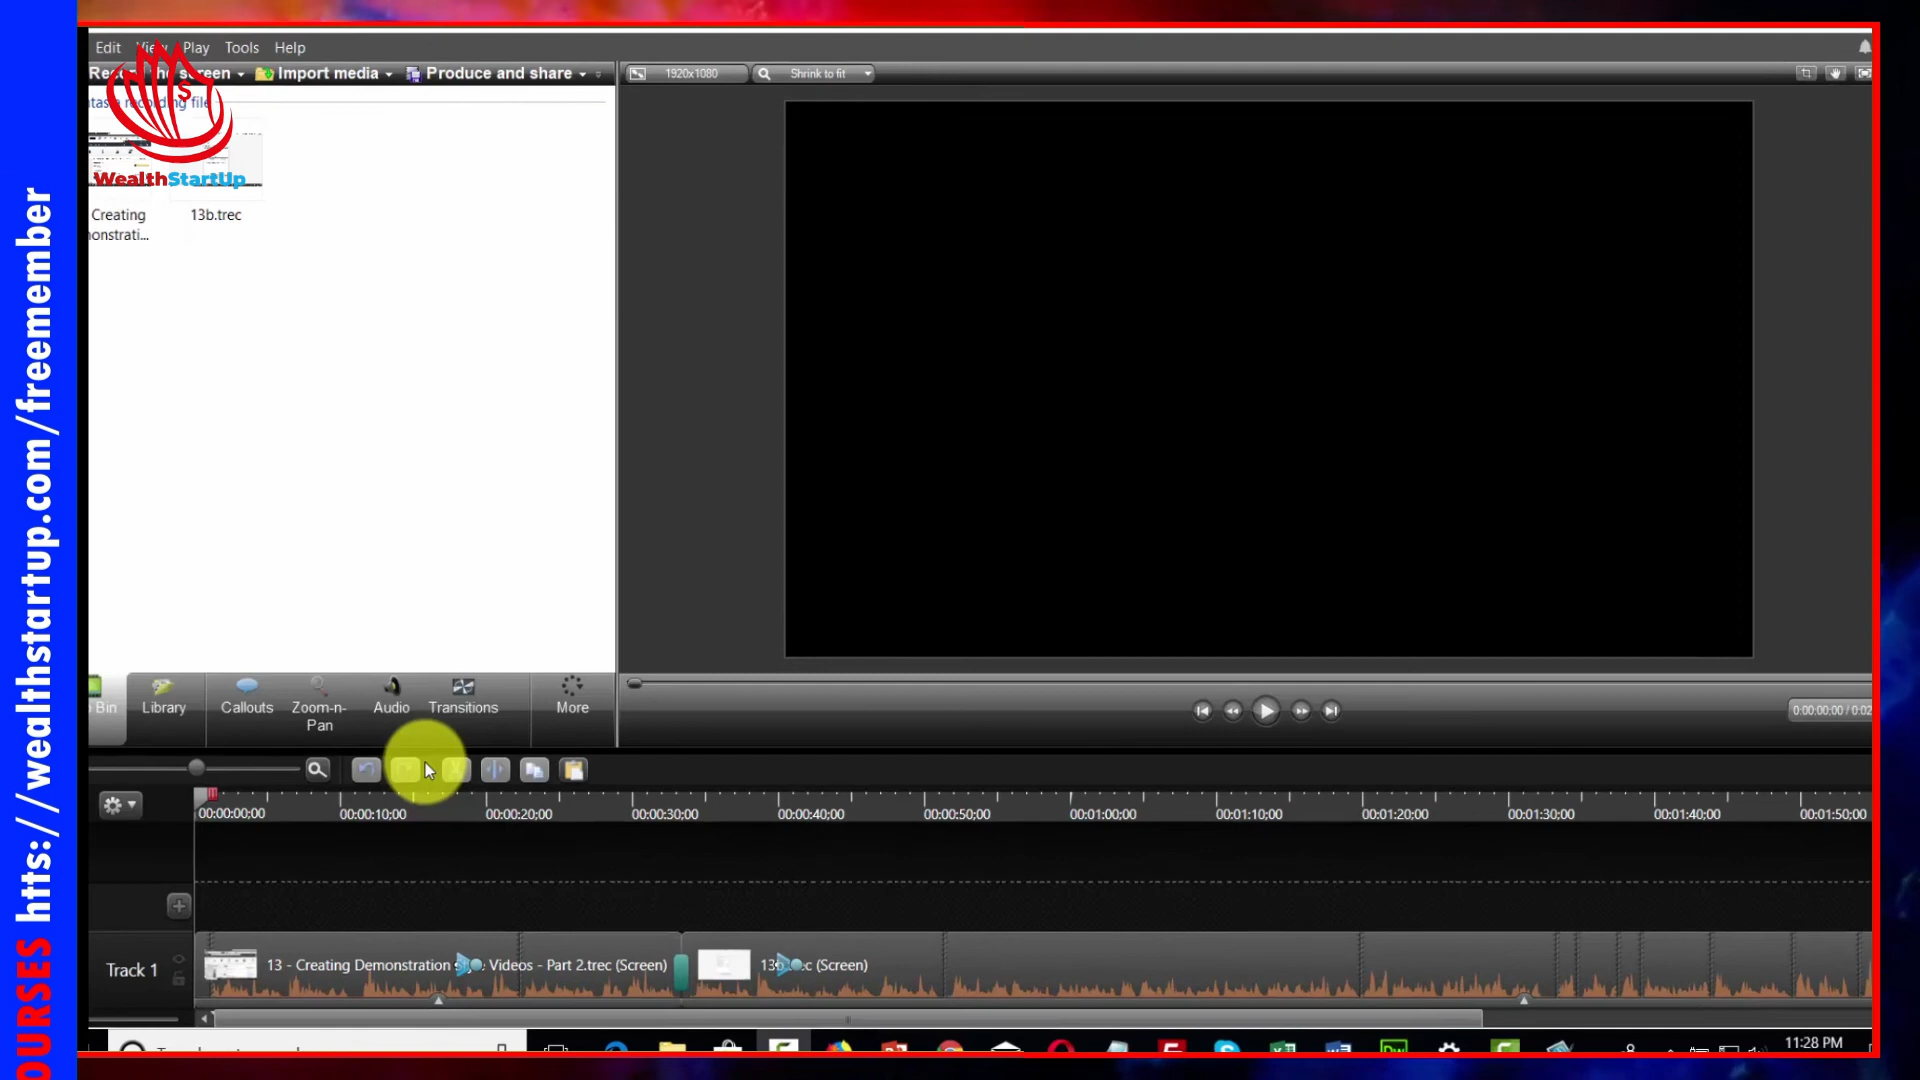 Edit View Play Tools Help
Record the screen Import media Produce and share
1920x1080 Shrink to fit
recording file
WealthStartUp
Creating
13b.trec
Bin Library Callouts Zoom-n-Pan Audio Transitions More
0:00:00;00 / 0:02
00:00:00;00 00:00:10;00 00:00:20;00 00:00:30;00 00:00:40;00 00:00:50;00 00:01:00;00 00:01:10;00 00:01:20;00 00:01:30;00 00:01:40;00 00:01:50;00
Track 1
13 - Creating Demonstration Videos - Part 2.trec (Screen)
(Screen)
11:28 PM
OURSES htts://wealthstartup.com/freemember